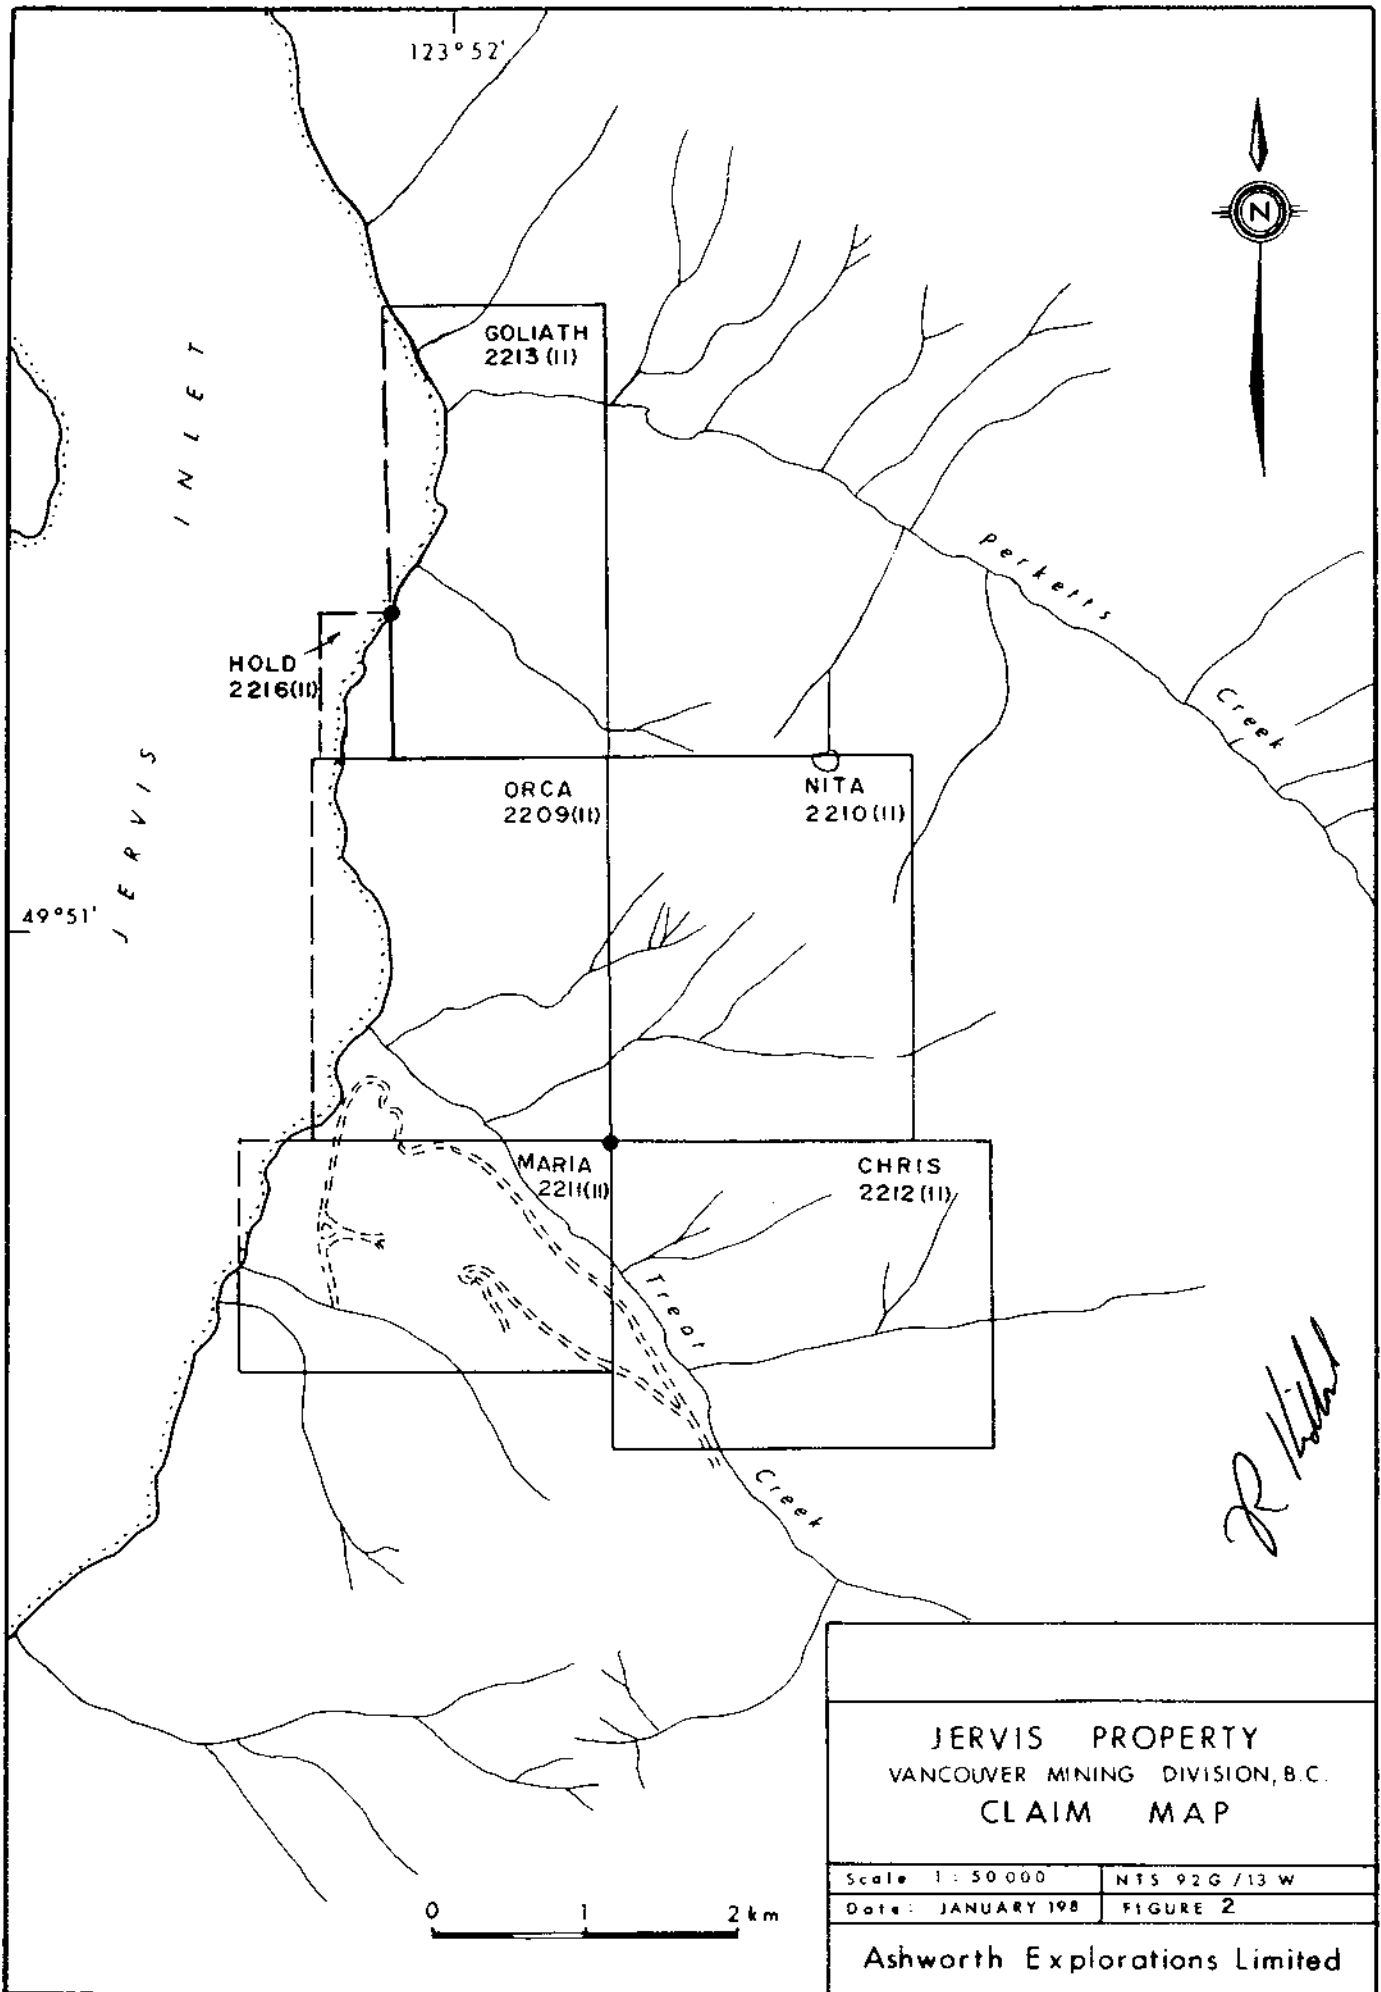 123°52'
N
GOLIATH
2213(11)
INLET
Perketts
Creek
HOLD
2216(11)
JERVIS
ORCA
2209(11)
NITA
2210(11)
49°51'
MARIA
2211(11)
CHRIS
2212(11)
Treat
Creek
JERVIS PROPERTY
VANCOUVER MINING DIVISION, B.C.
CLAIM MAP
Scale 1:50 000
NTS 92G/13 W
Date: JANUARY 198
FIGURE 2
0 1 2 km
Ashworth Explorations Limited